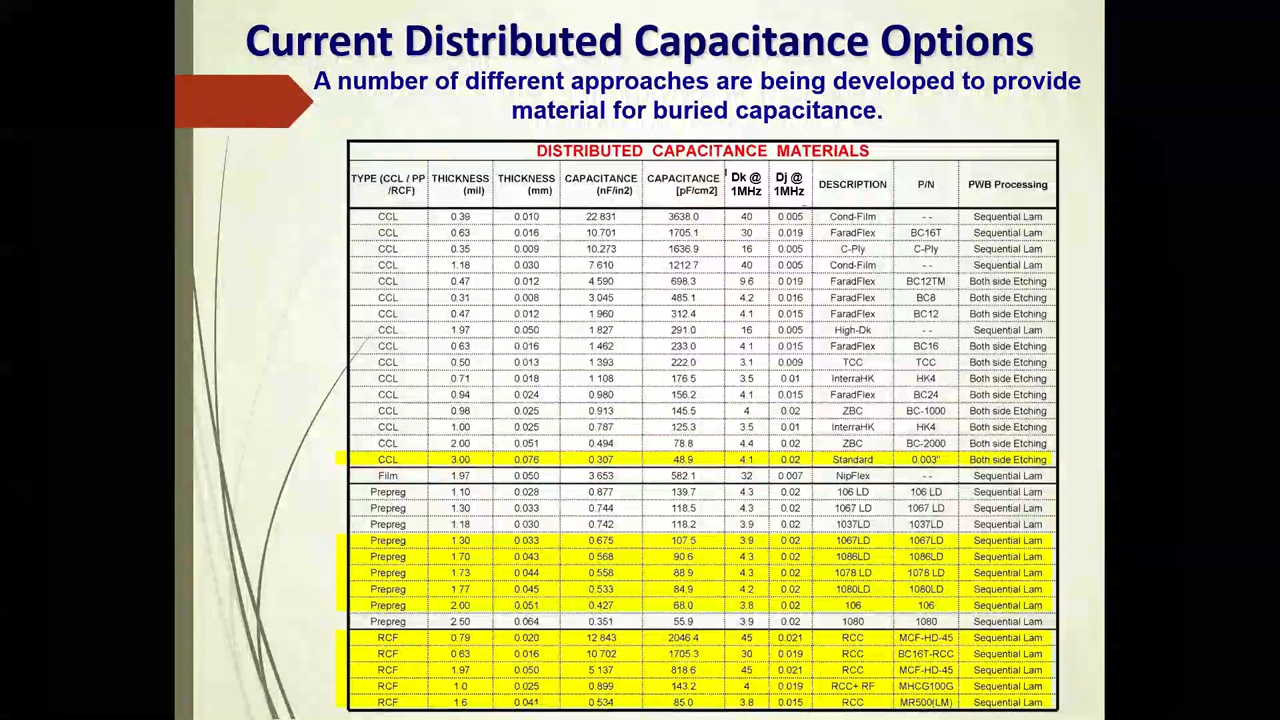 Current Distributed Capacitance Options
A number of different approaches are being developed to provide
material for buried capacitance.
DISTRIBUTED CAPACITANCE MATERIALS
TYPE (CCL / PP /RCF) THICKNESS (mil) THICKNESS (mm) CAPACITANCE (nF/in2) CAPACITANCE [pF/cm2] Dk @ 1MHz Dj @ 1MHz DESCRIPTION P/N PWB Processing
CCL 0.39 0.010 22.831 3638.0 40 0.005 Cond-Film - - Sequential Lam
CCL 0.63 0.016 10.701 1705.1 30 0.019 FaradFlex BC16T Sequential Lam
CCL 0.35 0.009 10.273 1636.9 16 0.005 C-Ply C-Ply Sequential Lam
CCL 1.18 0.030 7.610 1212.7 40 0.005 Cond-Film - - Sequential Lam
CCL 0.47 0.012 4.590 698.3 9.6 0.019 FaradFlex BC12TM Both side Etching
CCL 0.31 0.008 3.045 485.1 4.2 0.016 FaradFlex BC8 Both side Etching
CCL 0.47 0.012 1.960 312.4 4.1 0.015 FaradFlex BC12 Both side Etching
CCL 1.97 0.050 1.827 291.0 16 0.005 High-Dk - - Sequential Lam
CCL 0.63 0.016 1.462 233.0 4.1 0.015 FaradFlex BC16 Both side Etching
CCL 0.50 0.013 1.393 222.0 3.1 0.009 TCC TCC Both side Etching
CCL 0.71 0.018 1.108 176.5 3.5 0.01 InterraHK HK4 Both side Etching
CCL 0.94 0.024 0.980 156.2 4.1 0.015 FaradFlex BC24 Both side Etching
CCL 0.98 0.025 0.913 145.5 4 0.02 ZBC BC-1000 Both side Etching
CCL 1.00 0.025 0.787 125.3 3.5 0.01 InterraHK HK4 Both side Etching
CCL 2.00 0.051 0.494 78.8 4.4 0.02 ZBC BC-2000 Both side Etching
CCL 3.00 0.076 0.307 48.9 4.1 0.02 Standard 0.003" Both side Etching
Film 1.97 0.050 3.653 582.1 32 0.007 NipFlex - - Sequential Lam
Prepreg 1.10 0.028 0.877 139.7 4.3 0.02 106 LD 106 LD Sequential Lam
Prepreg 1.30 0.033 0.744 118.5 4.3 0.02 1067 LD 1067 LD Sequential Lam
Prepreg 1.18 0.030 0.742 118.2 3.9 0.02 1037LD 1037LD Sequential Lam
Prepreg 1.30 0.033 0.675 107.5 3.9 0.02 1067LD 1067LD Sequential Lam
Prepreg 1.70 0.043 0.568 90.6 4.3 0.02 1086LD 1086LD Sequential Lam
Prepreg 1.73 0.044 0.558 88.9 4.3 0.02 1078 LD 1078 LD Sequential Lam
Prepreg 1.77 0.045 0.533 84.9 4.2 0.02 1080LD 1080LD Sequential Lam
Prepreg 2.00 0.051 0.427 68.0 3.8 0.02 106 106 Sequential Lam
Prepreg 2.50 0.064 0.351 55.9 3.9 0.02 1080 1080 Sequential Lam
RCF 0.79 0.020 12.843 2046.4 45 0.021 RCC MCF-HD-45 Sequential Lam
RCF 0.63 0.016 10.702 1705.3 30 0.019 RCC BC16T-RCC Sequential Lam
RCF 1.97 0.050 5.137 818.6 45 0.021 RCC MCF-HD-45 Sequential Lam
RCF 1.0 0.025 0.899 143.2 4 0.019 RCC+ RF MHCG100G Sequential Lam
RCF 1.6 0.041 0.534 85.0 3.8 0.015 RCC MR500(LM) Sequential Lam